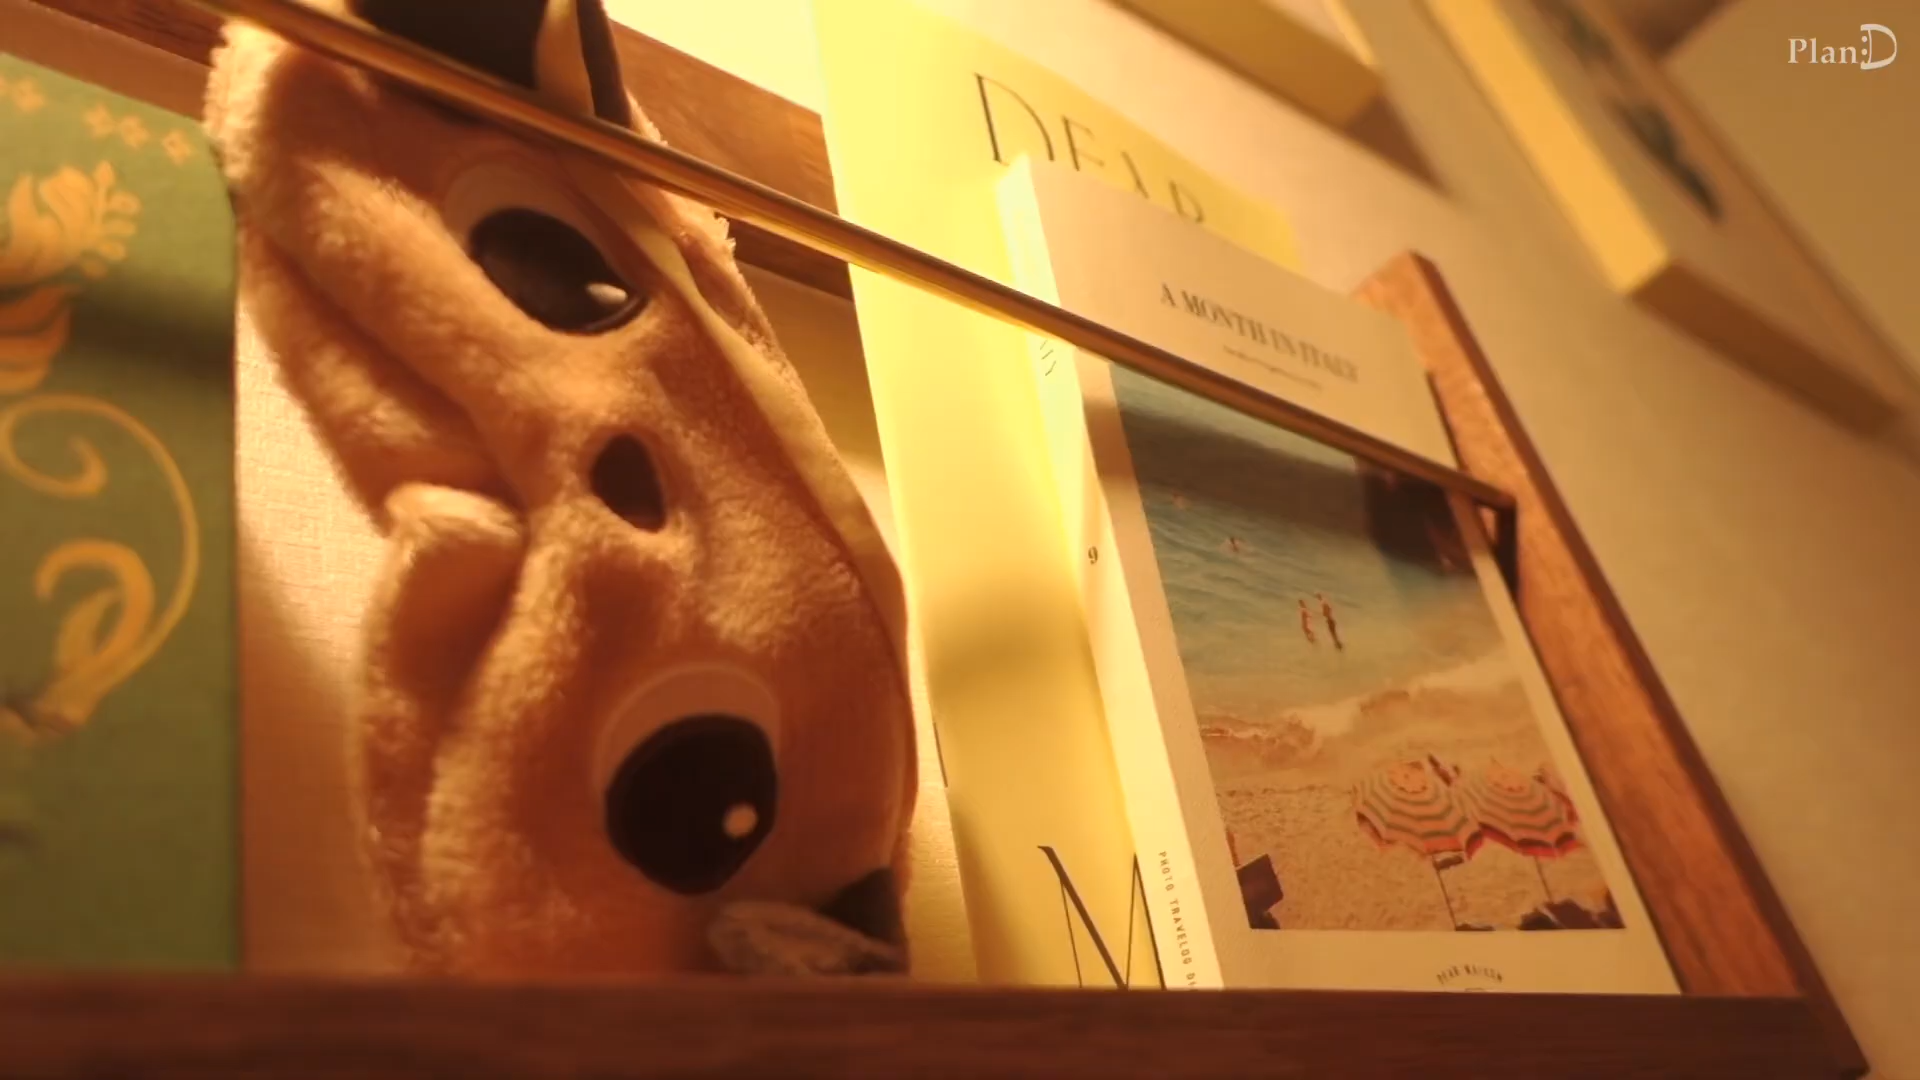 Plan:D
DEAR
A MONTH IN ITALY
9
M
PHOTO TRAVELOG
DEAR MAISON